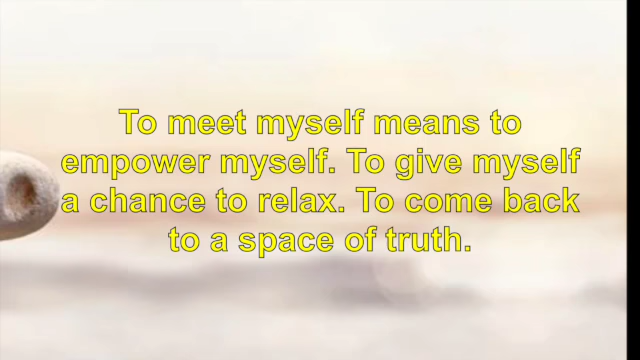 To meet myself means to
empower myself. To give myself
a chance to relax. To come back
to a space of truth.